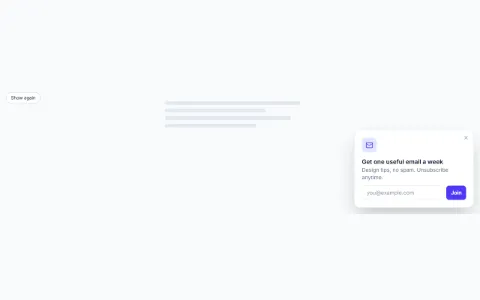 Show again
Get one useful email a week
Design tips, no spam. Unsubscribe
anytime.
you@example.com
Join